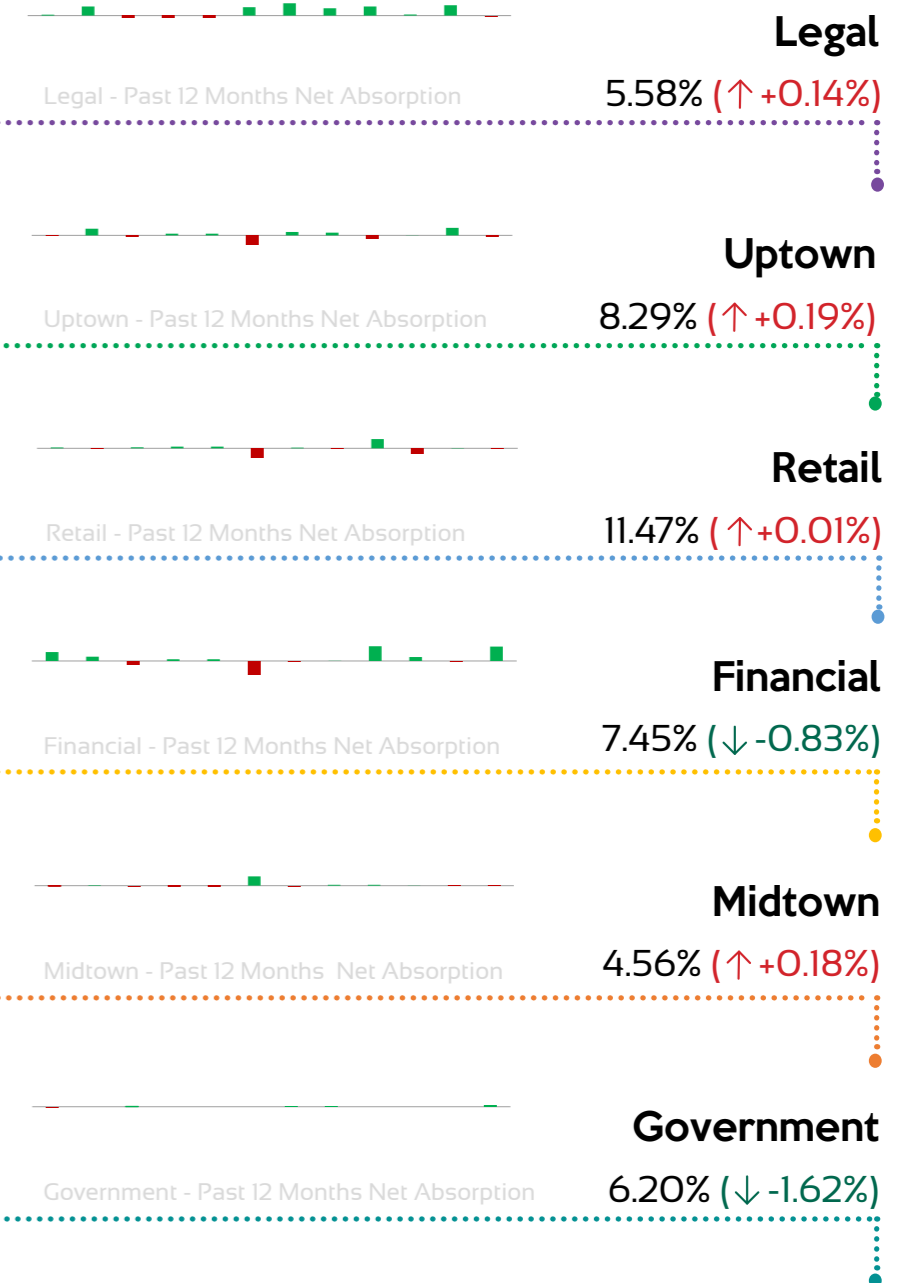 Legal
Legal - Past 12 Months Net Absorption
5.58% (↑ +0.14%)
Uptown
Uptown - Past 12 Months Net Absorption
8.29% (↑ +0.19%)
Retail
Retail - Past 12 Months Net Absorption
11.47% (↑ +0.01%)
Financial
Financial - Past 12 Months Net Absorption
7.45% (↓ -0.83%)
Midtown
Midtown - Past 12 Months  Net Absorption
4.56% (↑ +0.18%)
Government
Government - Past 12 Months Net Absorption
6.20% (↓ -1.62%)